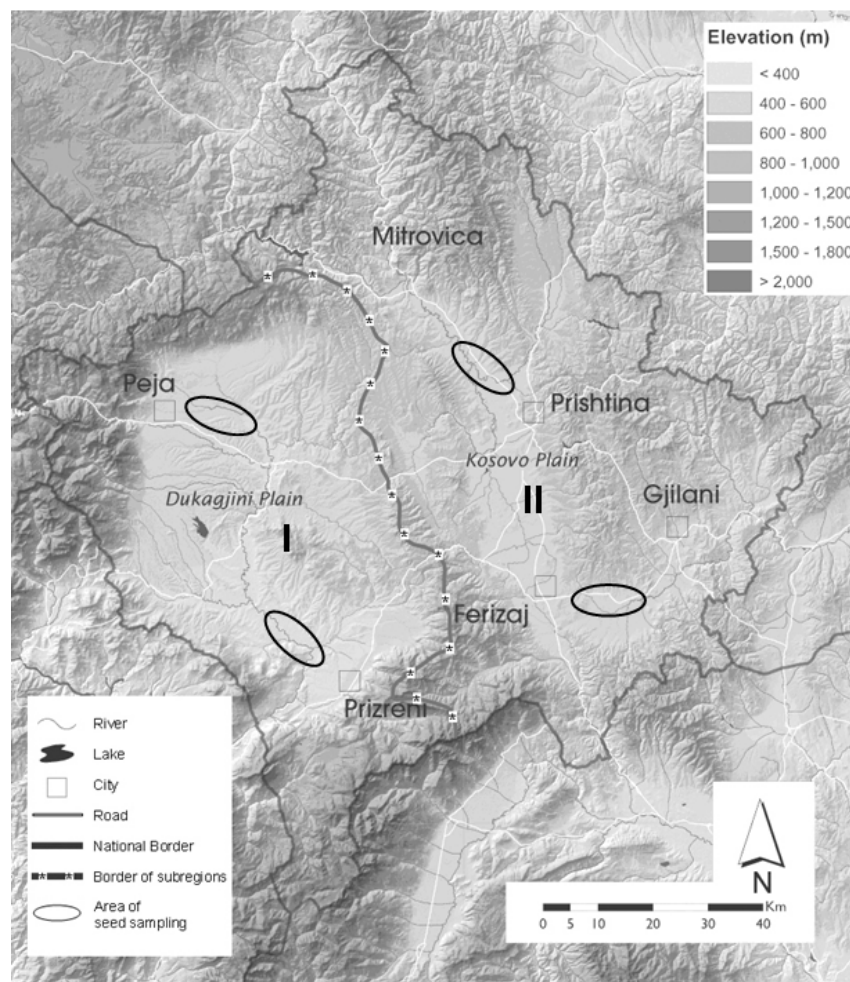 Elevation (m)
< 400
400 - 600
600 - 800
800 - 1,000
1,000 - 1,200
1,200 - 1,500
1,500 - 1.800
> 2,000
Mitrovica
Peja
Prishtina
Kosovo Plain
Gjilani
Dukagjini Plain
II
I
Ferizaj
Prizreni
River
Lake
City
Road
National Border
Border of subregions
Area of
seed sampling
N
Km
0 5 10 20 30 40